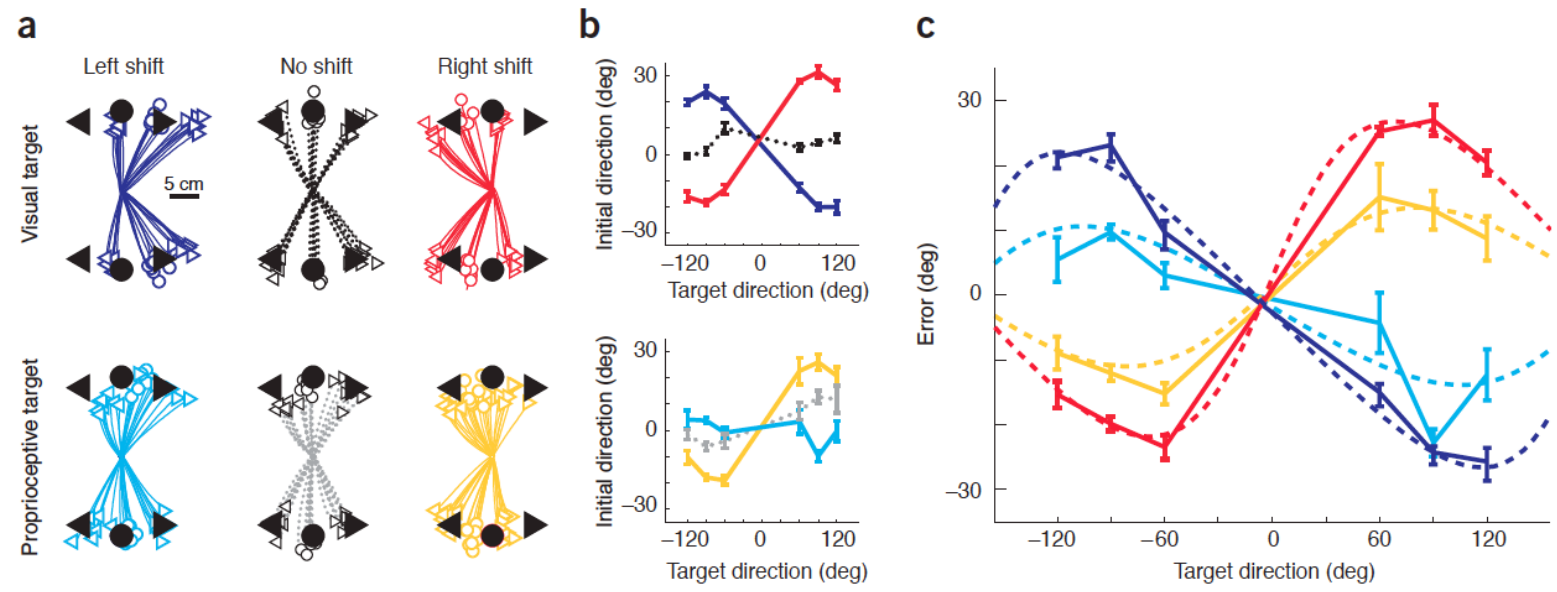 a
Left shift
No shift
Right shift
Visual target
5 cm
Proprioceptive target
b
Initial direction (deg)
30
0
−30
−120
0
120
Target direction (deg)
Initial direction (deg)
30
0
−30
−120
0
120
Target direction (deg)
c
Error (deg)
30
0
−30
−120
−60
0
60
120
Target direction (deg)